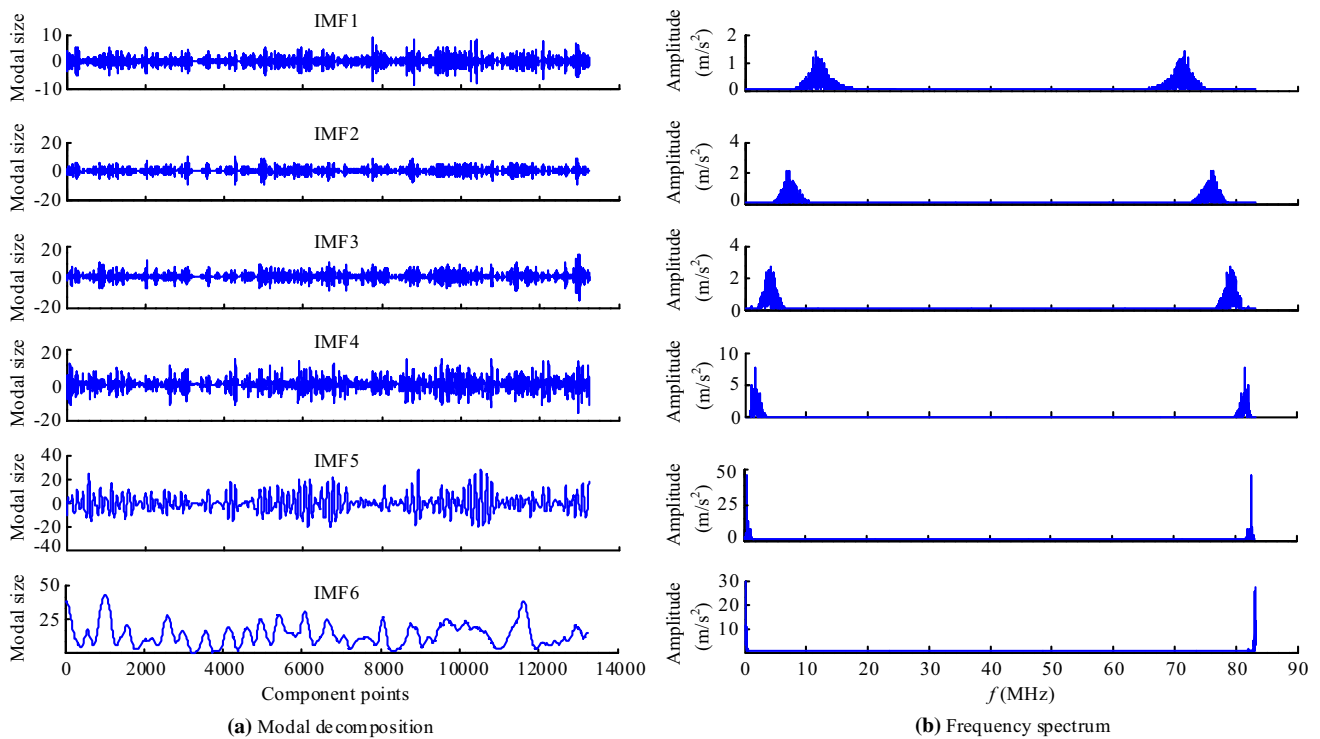 IMF1
Modal size
10
0
-10
IMF2
Modal size
20
0
-20
IMF3
Modal size
20
0
-20
IMF4
Modal size
20
0
-20
IMF5
Modal size
40
20
0
-20
-40
IMF6
Modal size
50
25
0 2000 4000 6000 8000 10000 12000 14000
Component points
(a) Modal decomposition
Amplitude
(m/s²)
2
1
0
Amplitude
(m/s²)
4
2
0
Amplitude
(m/s²)
4
2
0
Amplitude
(m/s²)
10
5
0
Amplitude
(m/s²)
50
25
0
Amplitude
(m/s²)
30
20
10
0 10 20 30 40 50 60 70 80 90
f (MHz)
(b) Frequency spectrum